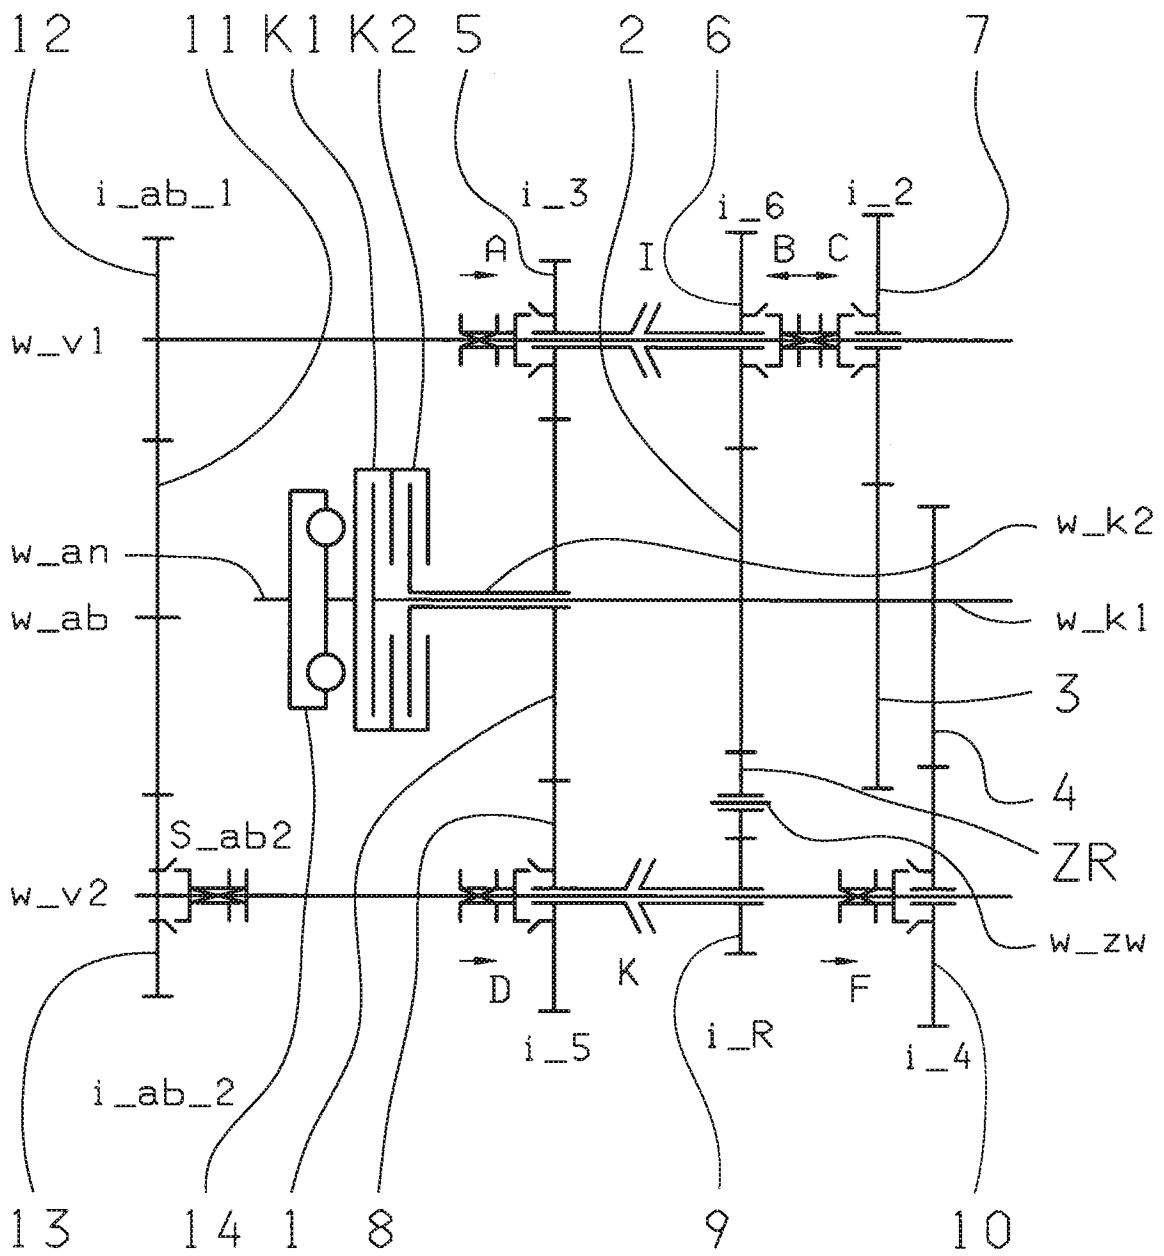 12 11 K1 K2 5 2 6 7
i_ab_1 i_3 i_6 i_2
A I B C
w_v1
w_an w_k2
w_ab w_k1
3
4
S_ab2 ZR
w_v2 w_zw
D K F
i_5 i_R i_4
i_ab_2
13 14 1 8 9 10